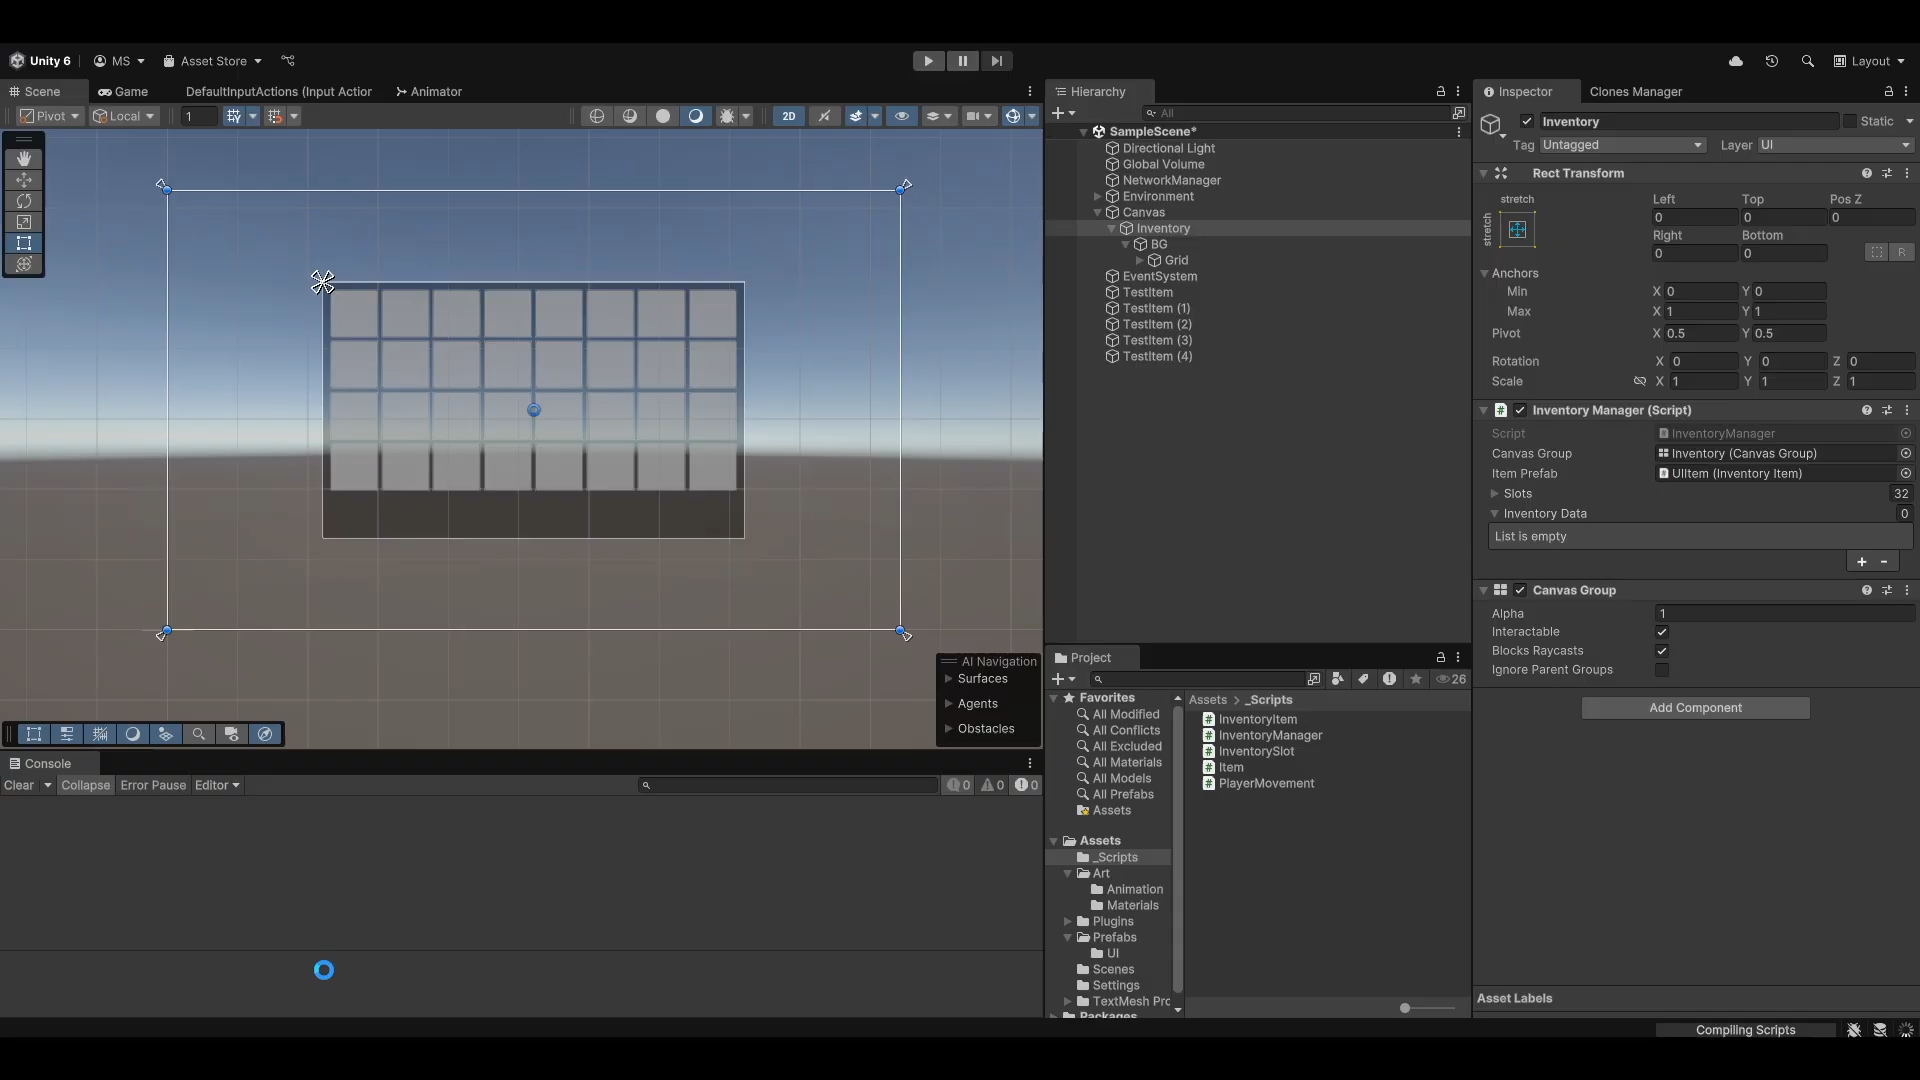 Unity 6 MS Asset Store Layout
Scene Game DefaultInputActions (Input Action Animator
Pivot Local 1 2D
AI Navigation
Surfaces
Agents
Obstacles
Console
Clear Collapse Error Pause Editor 0 0 0
Hierarchy
All
SampleScene*
Directional Light
Global Volume
NetworkManager
Environment
Canvas
Inventory
BG
Grid
EventSystem
TestItem
TestItem (1)
TestItem (2)
TestItem (3)
TestItem (4)
Project
26
Favorites
All Modified
All Conflicts
All Excluded
All Materials
All Models
All Prefabs
Assets
Assets
_Scripts
Art
Animation
Materials
Plugins
Prefabs
UI
Scenes
Settings
TextMesh Pro
Packages
Assets > _Scripts
InventoryItem
InventoryManager
InventorySlot
Item
PlayerMovement
Inspector Clones Manager
Inventory Static
Tag Untagged Layer UI
Rect Transform
stretch Left Top Pos Z
stretch 0 0 0
Right Bottom
0 0 R
Anchors
Min X 0 Y 0
Max X 1 Y 1
Pivot X 0.5 Y 0.5
Rotation X 0 Y 0 Z 0
Scale X 1 Y 1 Z 1
# Inventory Manager (Script)
Script InventoryManager
Canvas Group Inventory (Canvas Group)
Item Prefab UIItem (Inventory Item)
Slots 32
Inventory Data 0
List is empty
+ -
Canvas Group
Alpha 1
Interactable
Blocks Raycasts
Ignore Parent Groups
Add Component
Asset Labels
Compiling Scripts